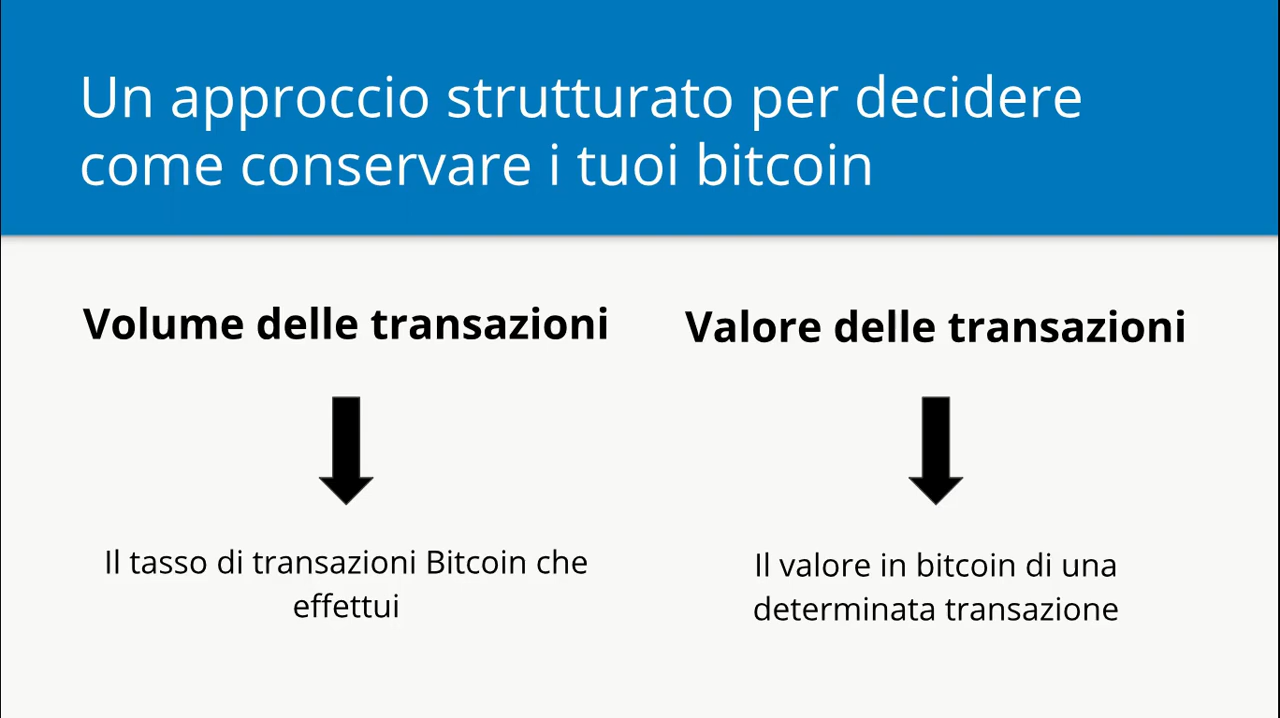 Un approccio strutturato per decidere
come conservare i tuoi bitcoin
Volume delle transazioni
Valore delle transazioni
Il tasso di transazioni Bitcoin che
effettui
Il valore in bitcoin di una
determinata transazione